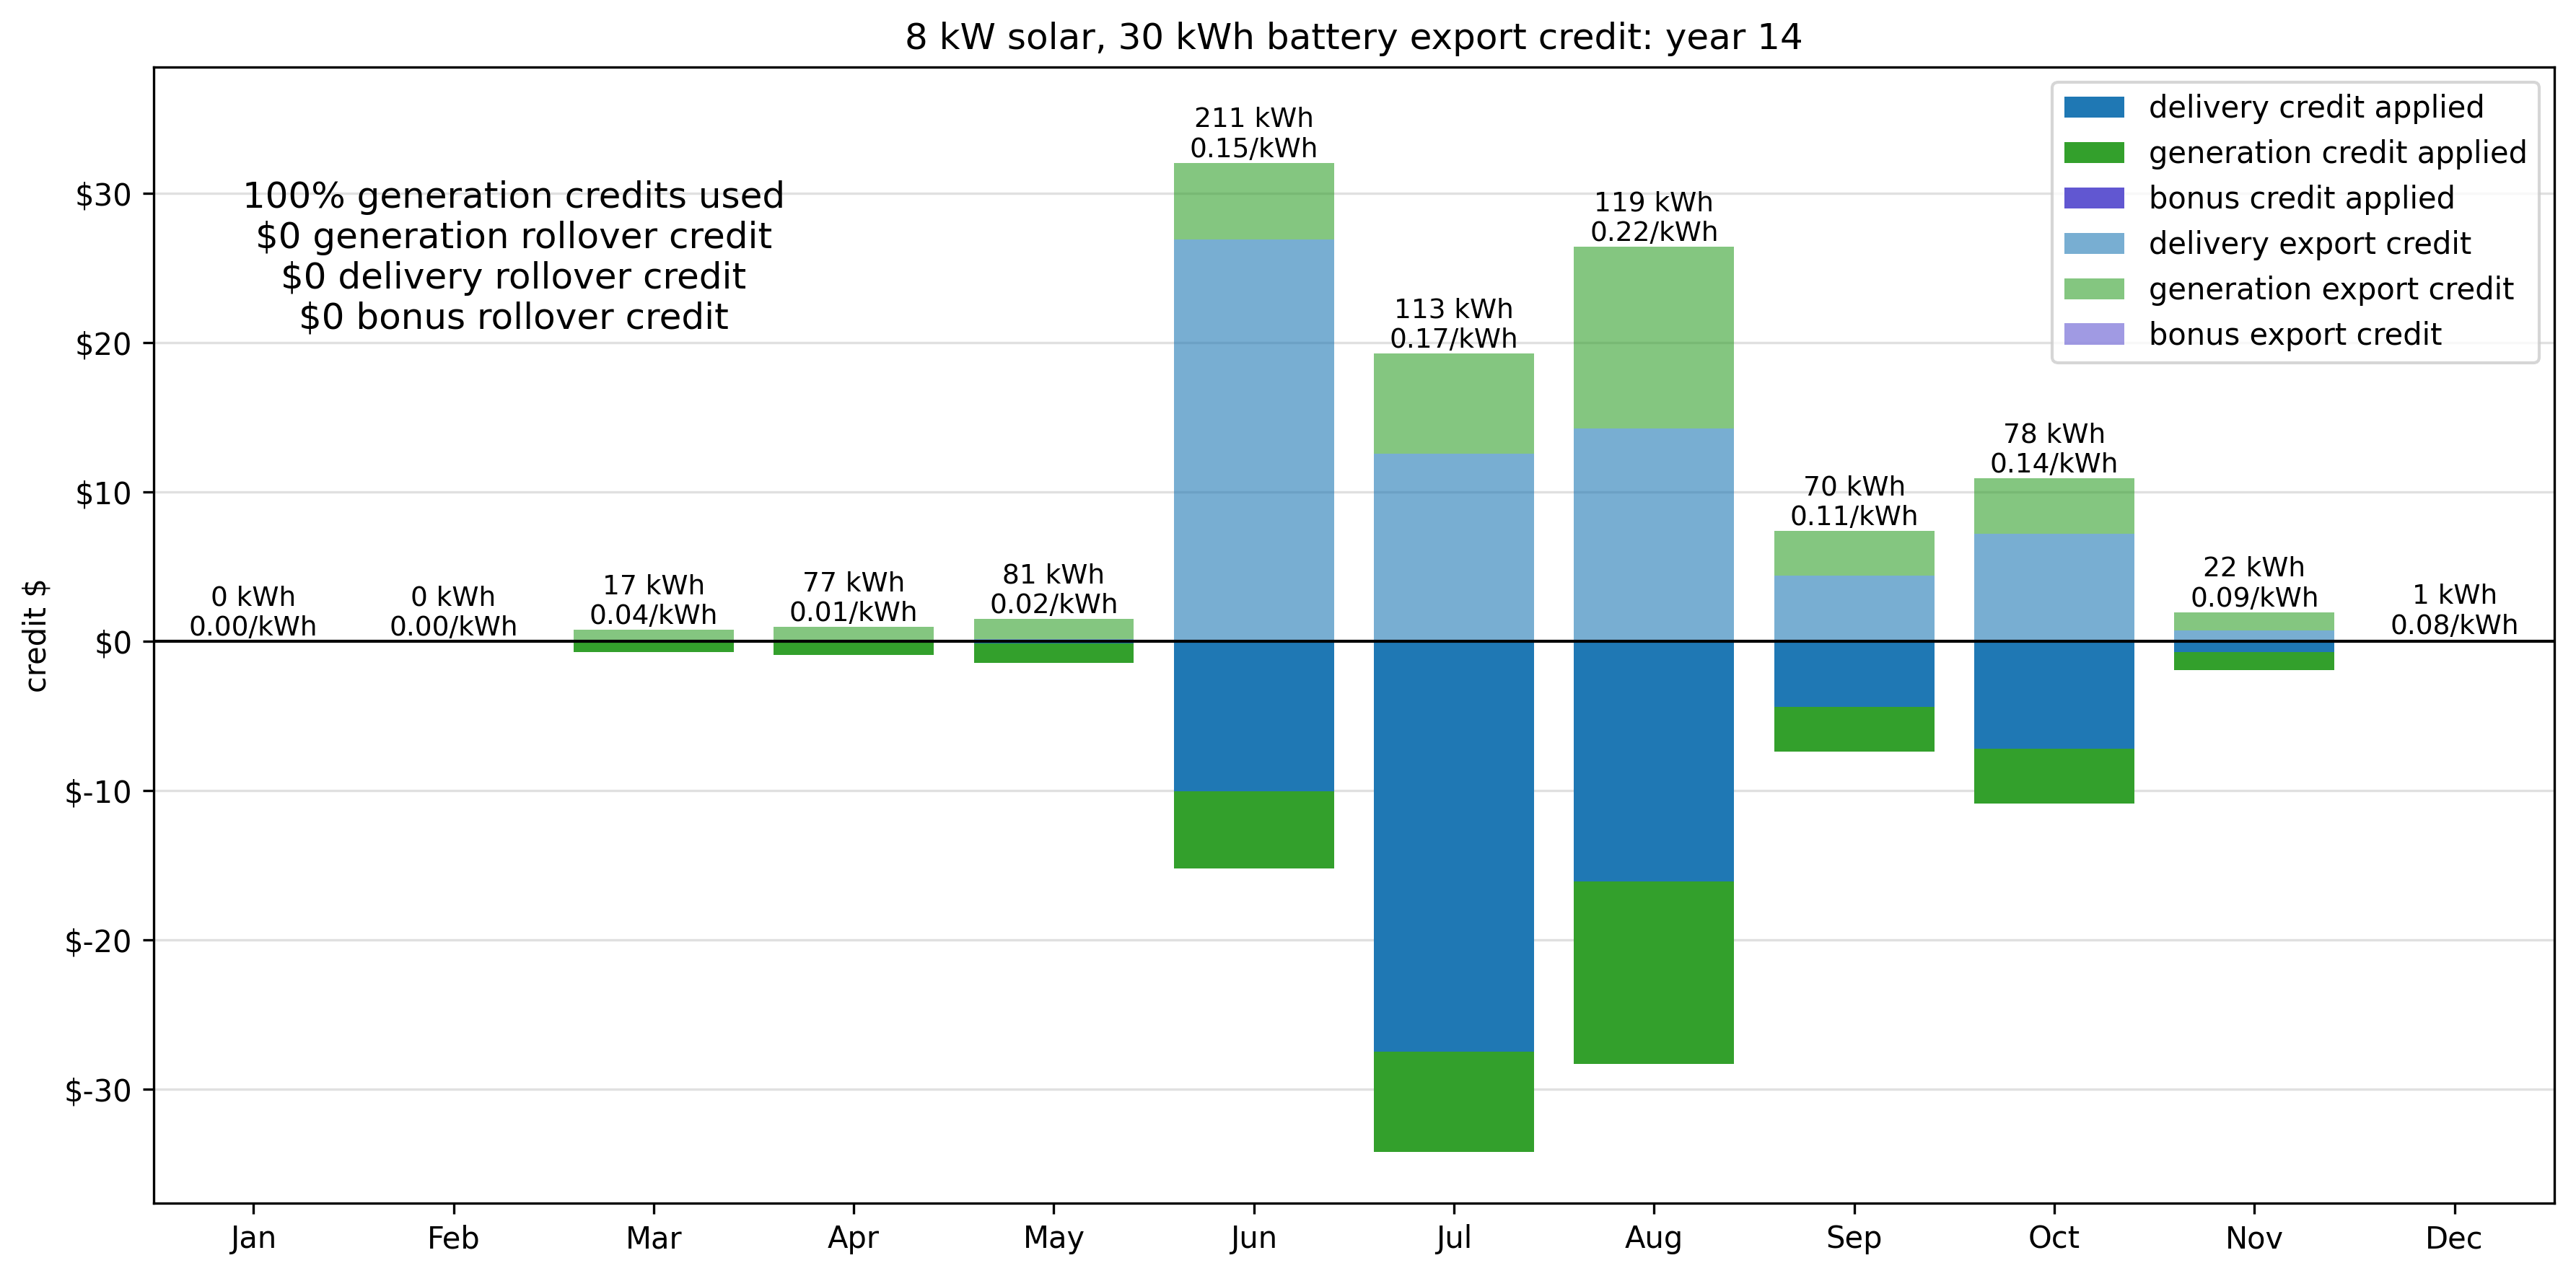 8 kW solar, 30 kWh battery export credit: year 14
delivery credit applied
generation credit applied
bonus credit applied
delivery export credit
generation export credit
bonus export credit
100% generation credits used
$0 generation rollover credit
$0 delivery rollover credit
$0 bonus rollover credit
credit $
$30
$20
$10
$0
$-10
$-20
$-30
0 kWh
0.00/kWh
0 kWh
0.00/kWh
17 kWh
0.04/kWh
77 kWh
0.01/kWh
81 kWh
0.02/kWh
211 kWh
0.15/kWh
113 kWh
0.17/kWh
119 kWh
0.22/kWh
70 kWh
0.11/kWh
78 kWh
0.14/kWh
22 kWh
0.09/kWh
1 kWh
0.08/kWh
Jan Feb Mar Apr May Jun Jul Aug Sep Oct Nov Dec